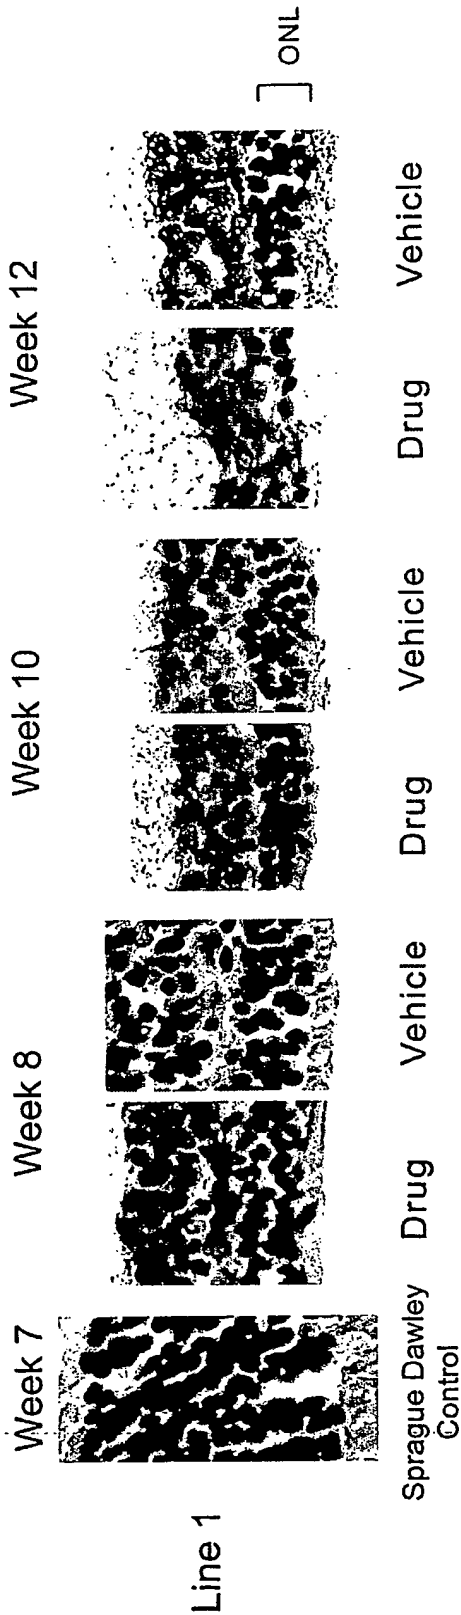 Week 7
Week 8
Week 10
Week 12
Line 1
ONL
Sprague Dawley
Control
Drug
Vehicle
Drug
Vehicle
Drug
Vehicle